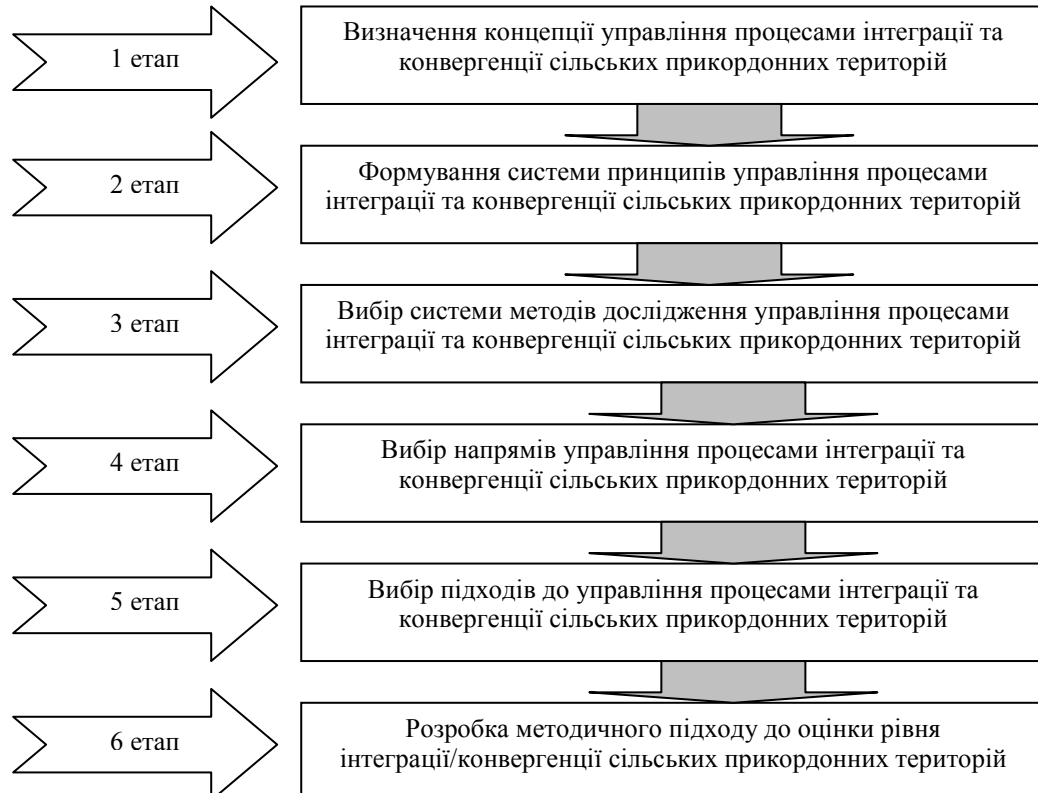 1 етап
Визначення концепції управління процесами інтеграції та
конвергенції сільських прикордонних територій
2 етап
Формування системи принципів управління процесами
інтеграції та конвергенції сільських прикордонних територій
3 етап
Вибір системи методів дослідження управління процесами
інтеграції та конвергенції сільських прикордонних територій
4 етап
Вибір напрямів управління процесами інтеграції та
конвергенції сільських прикордонних територій
5 етап
Вибір підходів до управління процесами інтеграції та
конвергенції сільських прикордонних територій
6 етап
Розробка методичного підходу до оцінки рівня
інтеграції/конвергенції сільських прикордонних територій